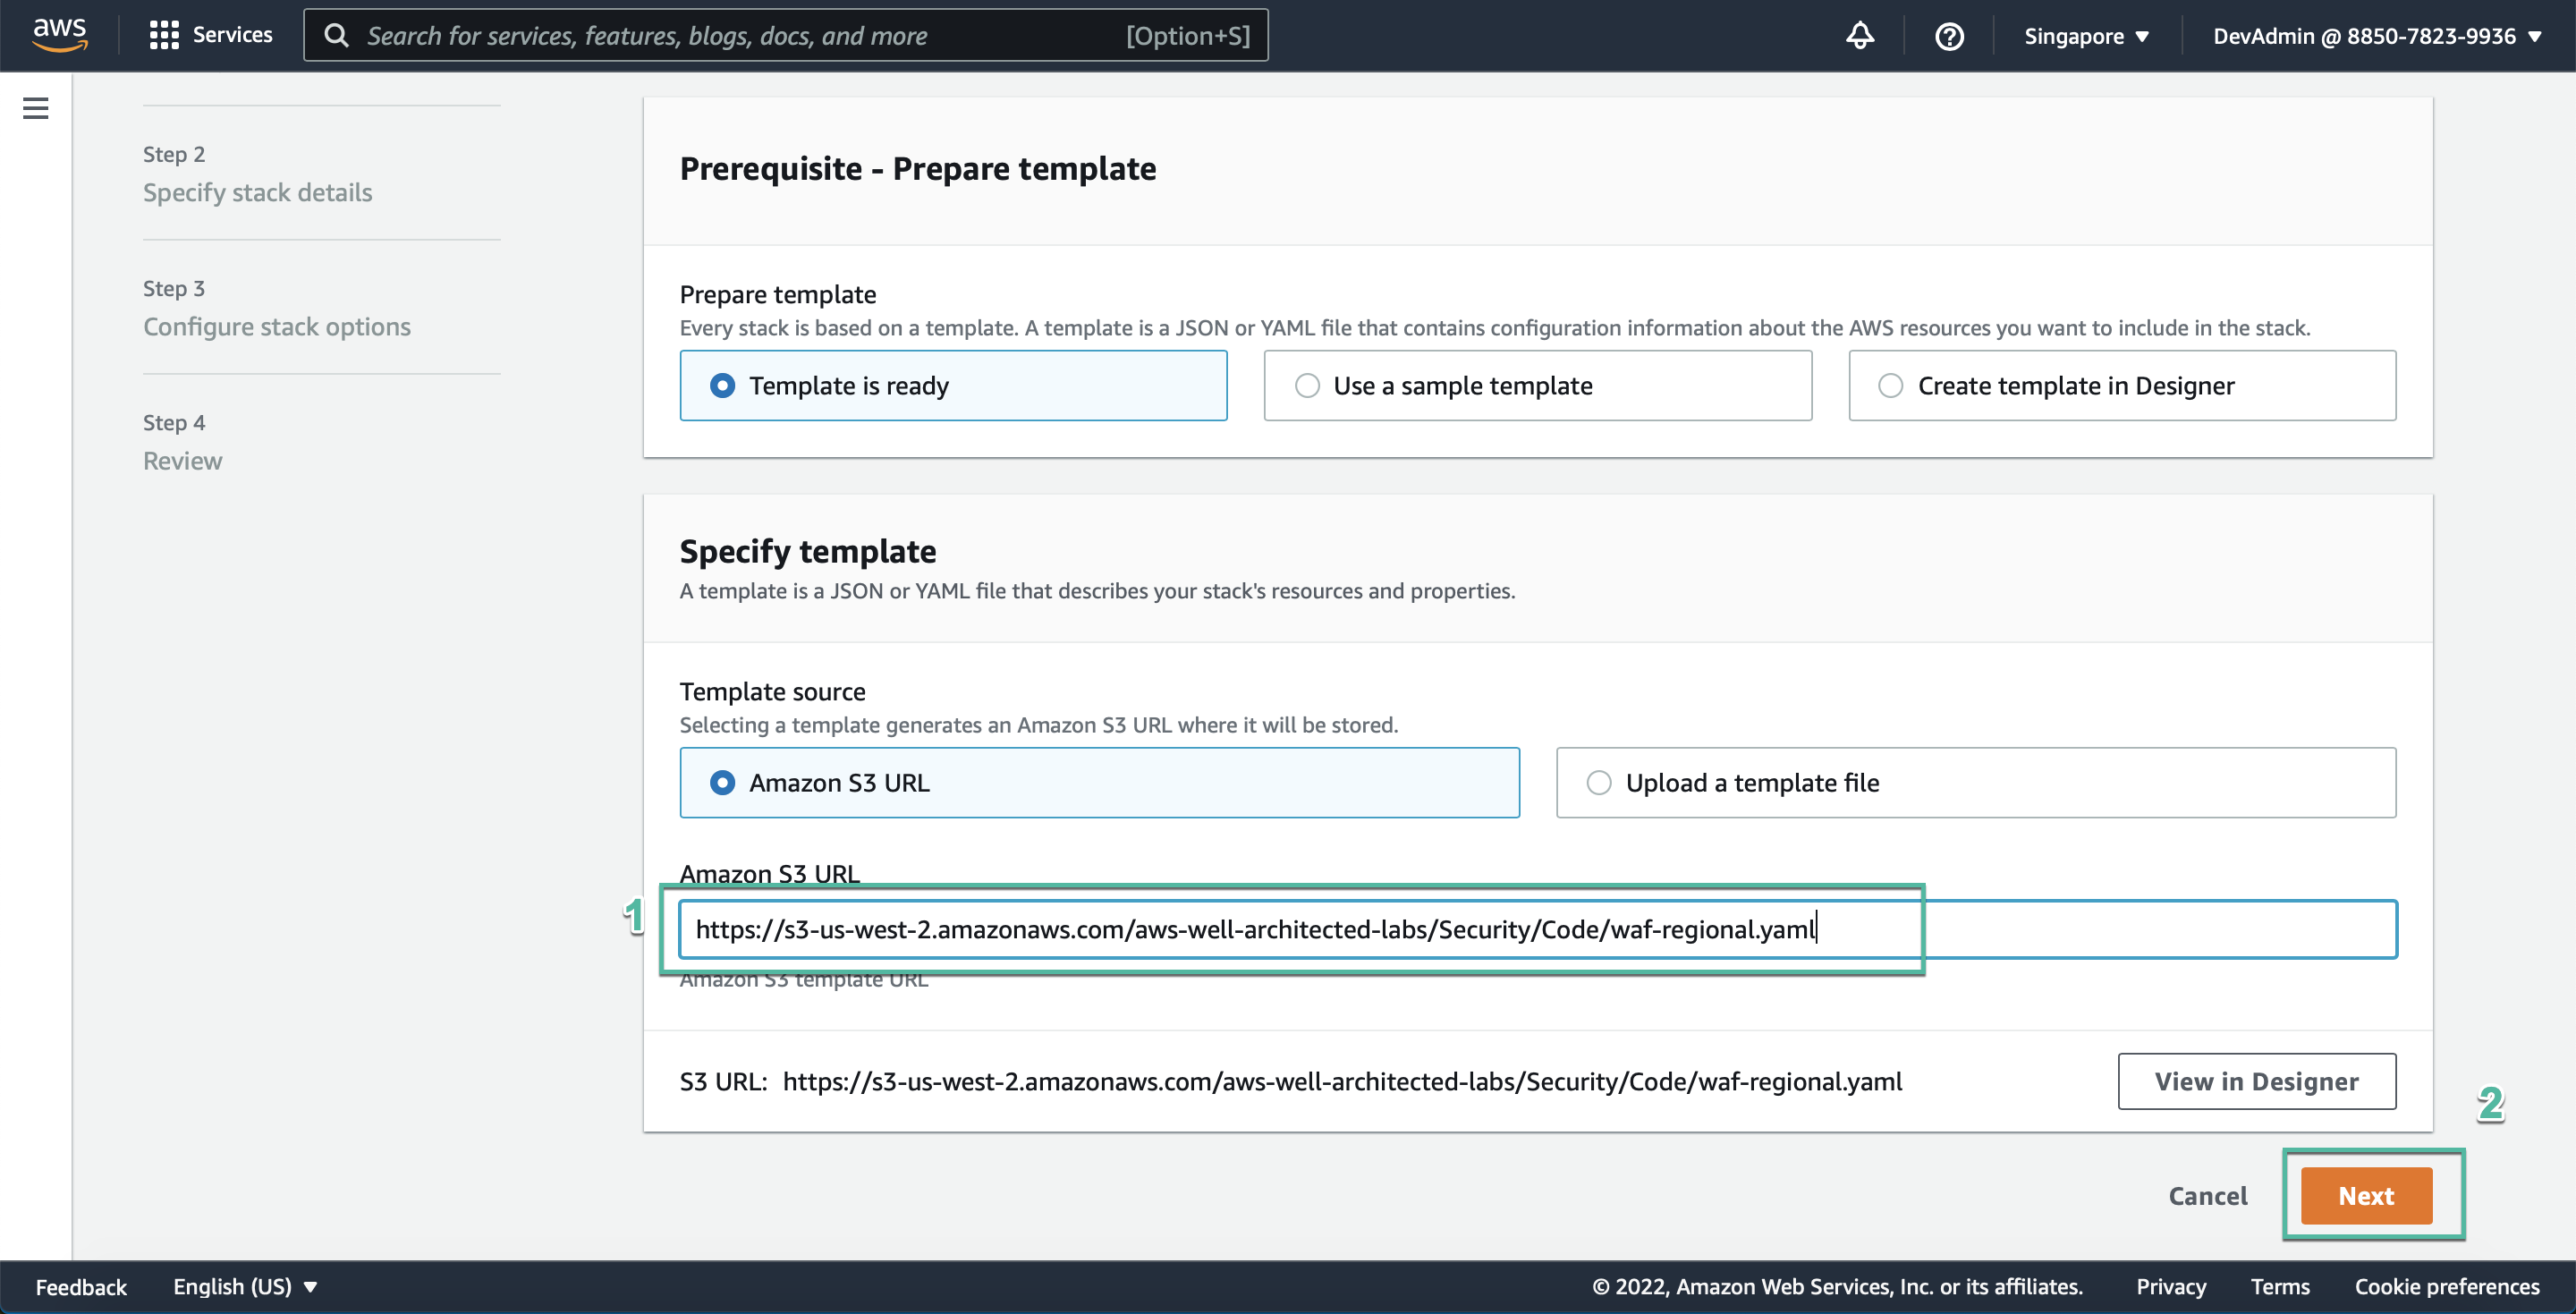 aws
Services
Search for services, features, blogs, docs, and more [Option+S]
Singapore ▼
DevAdmin @ 8850-7823-9936 ▼
Step 2
Specify stack details
Step 3
Configure stack options
Step 4
Review
Prerequisite - Prepare template
Prepare template
Every stack is based on a template. A template is a JSON or YAML file that contains configuration information about the AWS resources you want to include in the stack.
Template is ready
Use a sample template
Create template in Designer
Specify template
A template is a JSON or YAML file that describes your stack's resources and properties.
Template source
Selecting a template generates an Amazon S3 URL where it will be stored.
Amazon S3 URL
Upload a template file
Amazon S3 URL
1
https://s3-us-west-2.amazonaws.com/aws-well-architected-labs/Security/Code/waf-regional.yaml
Amazon S3 template URL
S3 URL: https://s3-us-west-2.amazonaws.com/aws-well-architected-labs/Security/Code/waf-regional.yaml
View in Designer
2
Cancel
Next
Feedback
English (US) ▼
© 2022, Amazon Web Services, Inc. or its affiliates.
Privacy
Terms
Cookie preferences